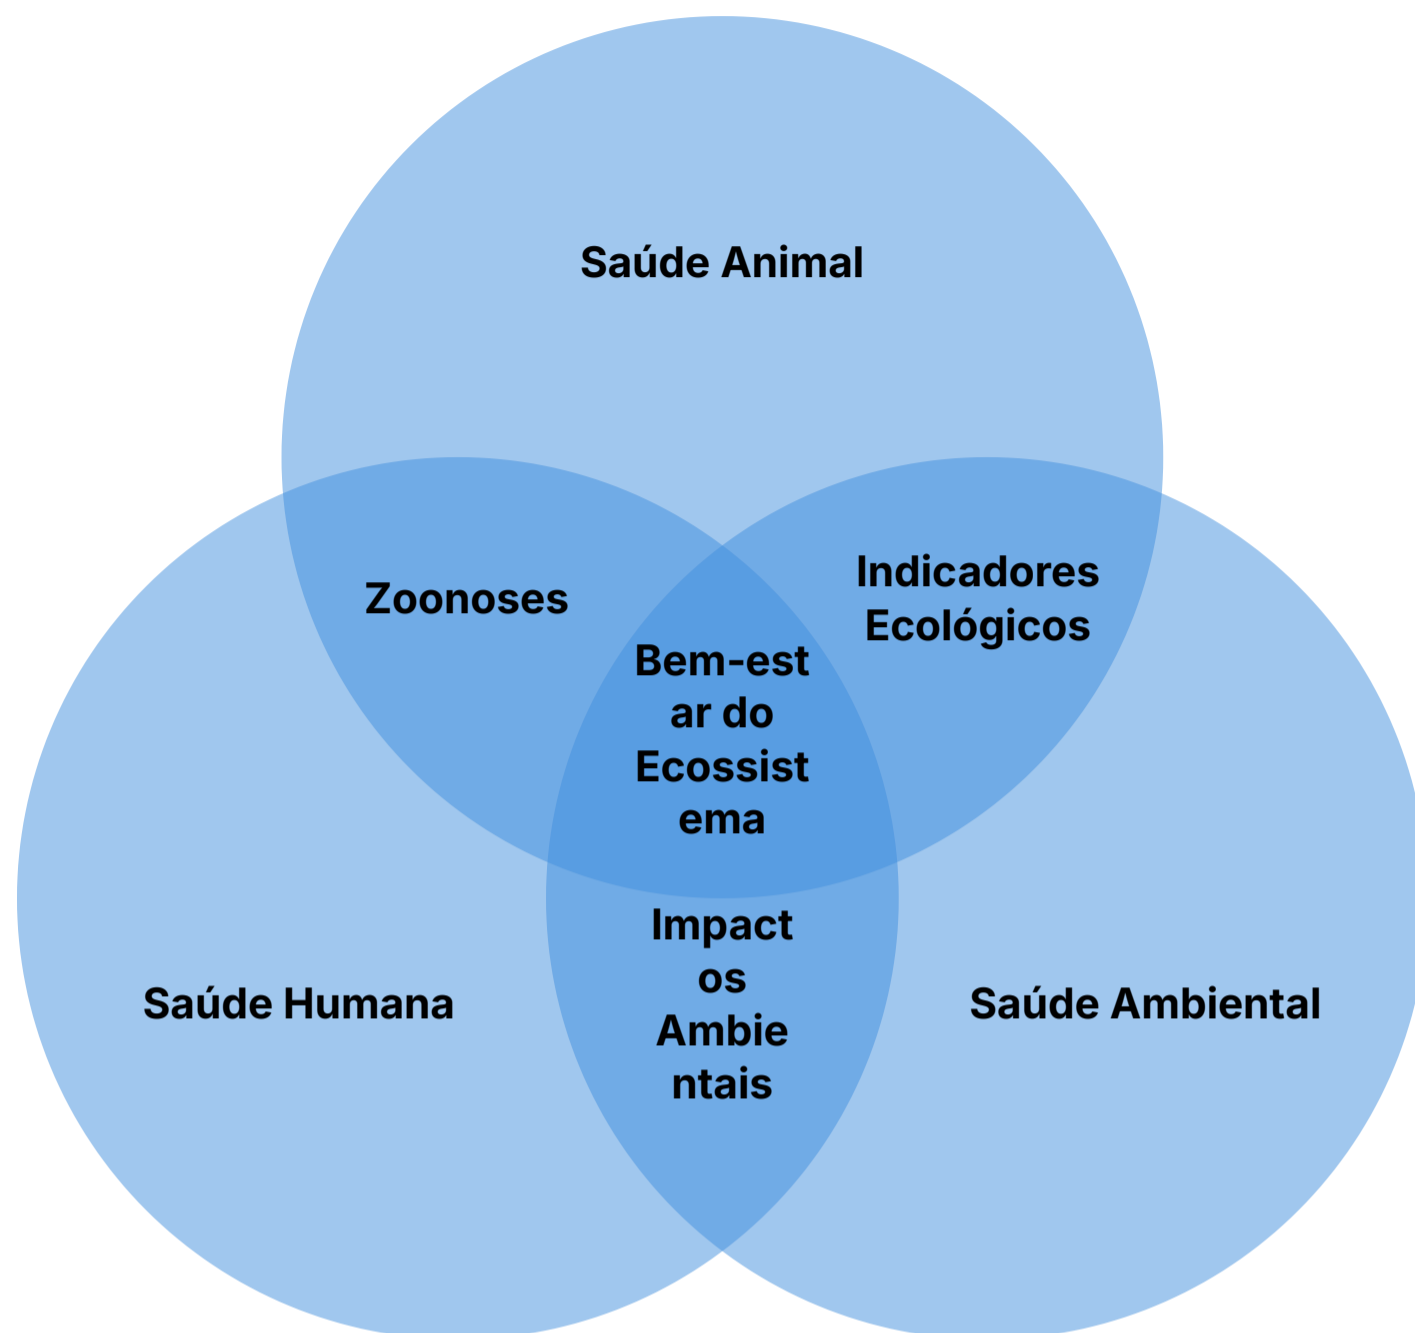 Saúde Animal
Zoonoses
Indicadores
Ecológicos
Bem-est
ar do
Ecossist
ema
Impact
os
Ambie
ntais
Saúde Humana
Saúde Ambiental